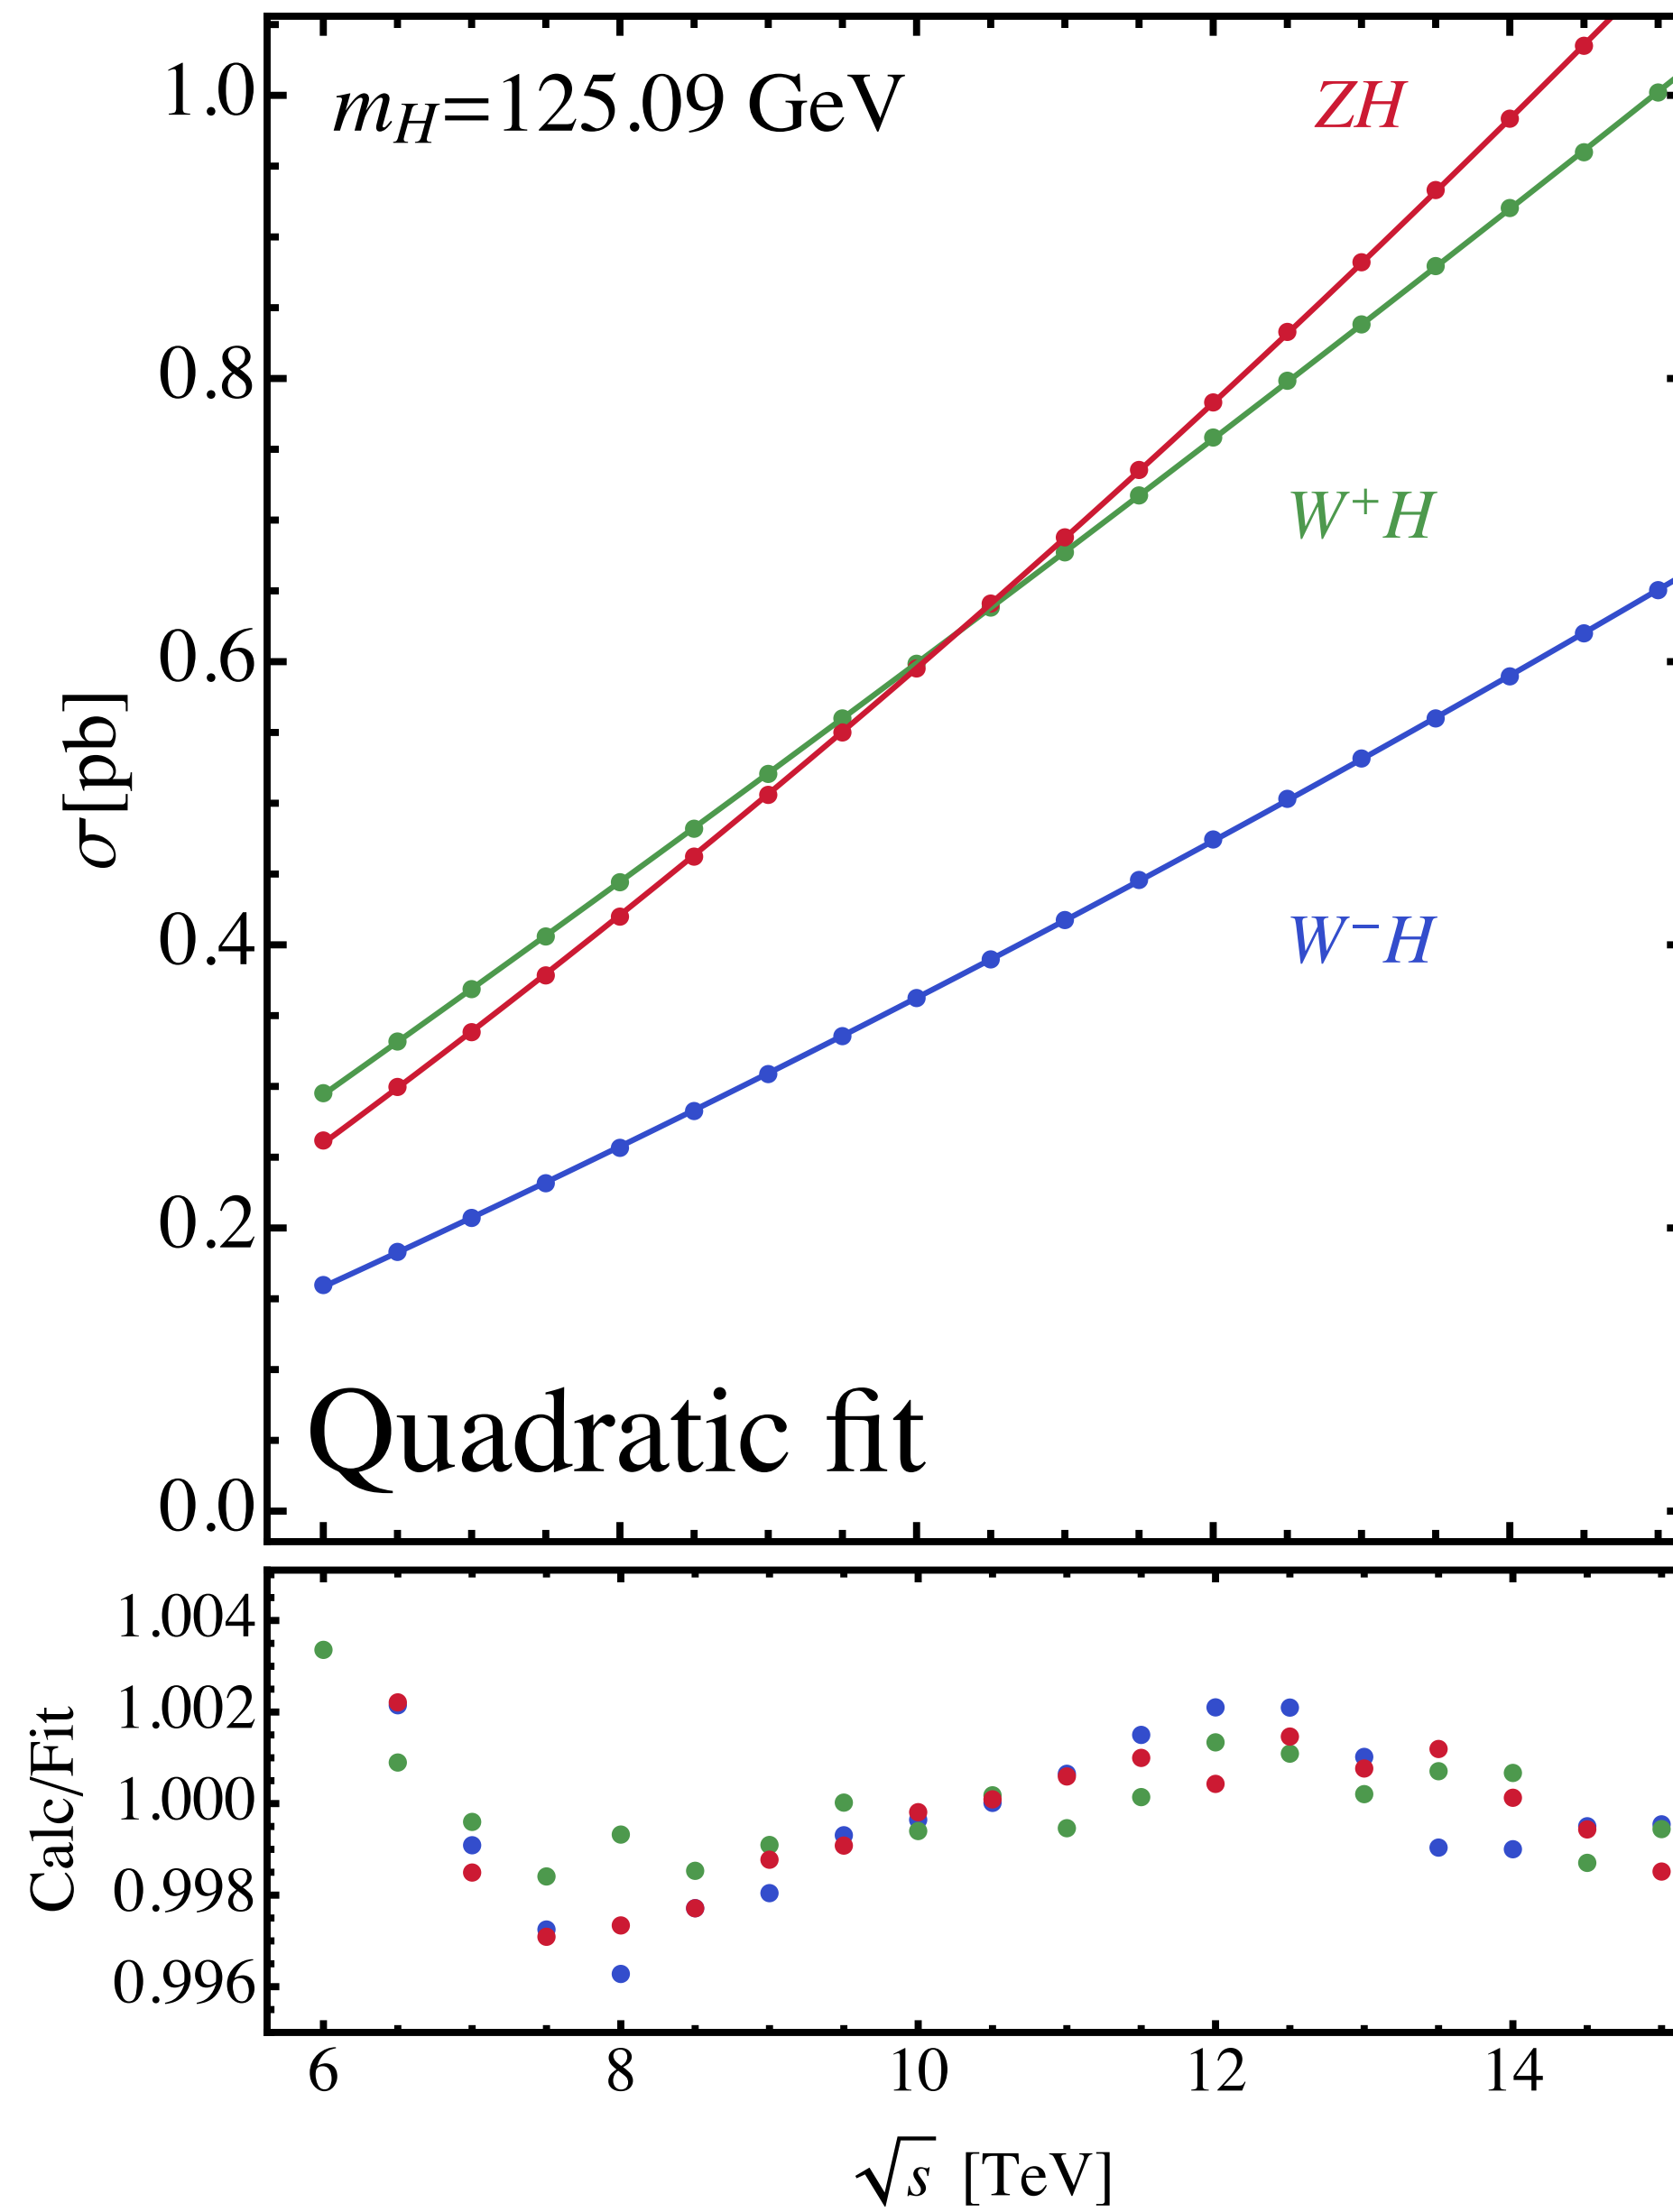 m_H=125.09 GeV
ZH
W⁺H
W⁻H
Quadratic fit
σ[pb]
1.0
0.8
0.6
0.4
0.2
0.0
Calc/Fit
1.004
1.002
1.000
0.998
0.996
6 8 10 12 14
√s [TeV]